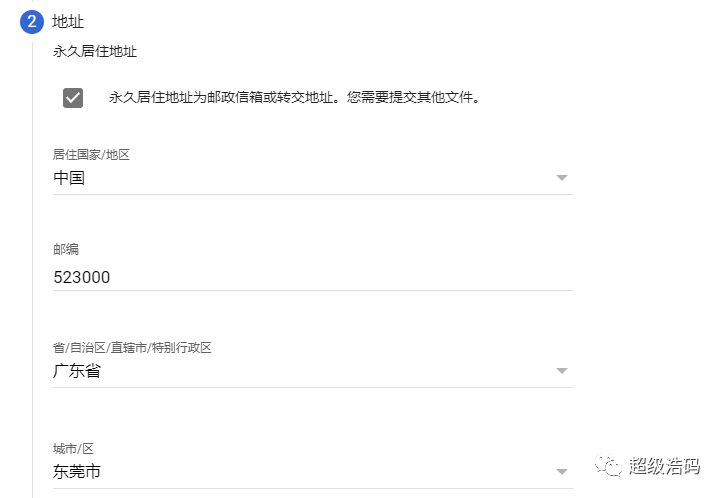 2 地址
永久居住地址
永久居住地址为邮政信箱或转交地址。您需要提交其他文件。
居住国家/地区
中国
邮编
523000
省/自治区/直辖市/特别行政区
广东省
城市/区
东莞市
超级浩码